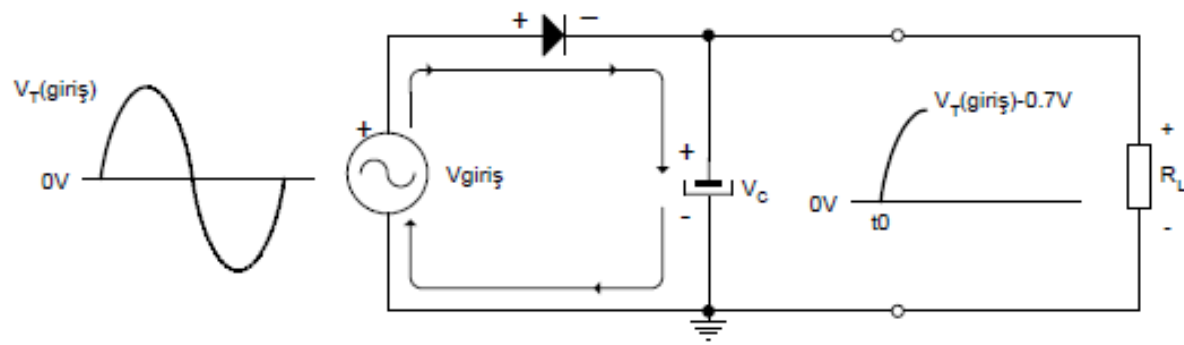 + –
V_T(giriş)
0V
+
Vgiriş
+
V_C
-
V_T(giriş)-0.7V
0V
t0
+
R_L
-